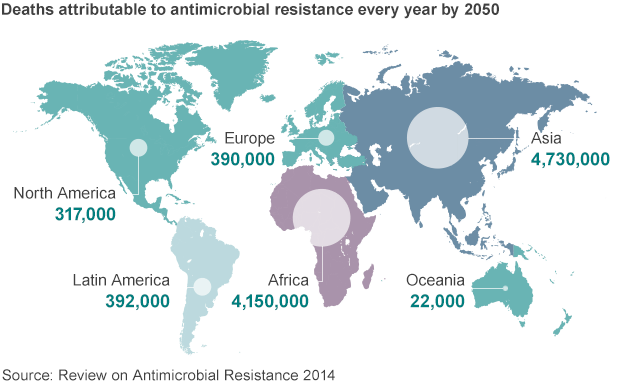 Deaths attributable to antimicrobial resistance every year by 2050
Europe
390,000
Asia
4,730,000
North America
317,000
Latin America
392,000
Africa
4,150,000
Oceania
22,000
Source: Review on Antimicrobial Resistance 2014